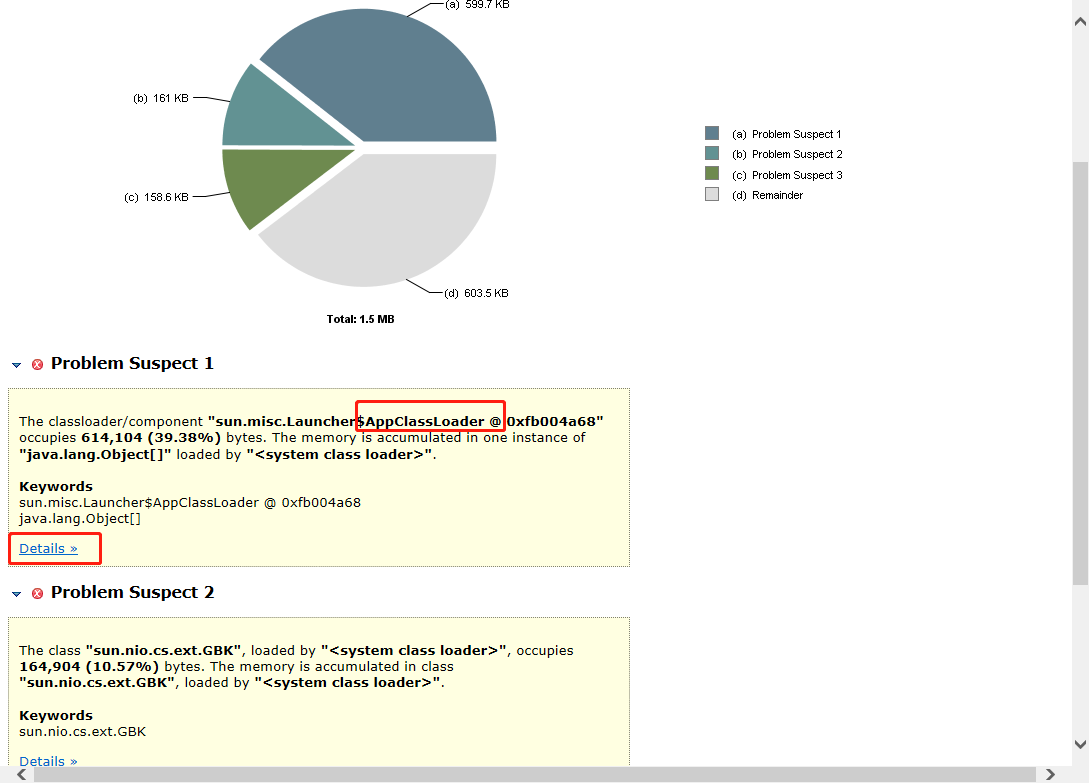 (a) 599.7 KB
(b) 161 KB
(c) 158.6 KB
(d) 603.5 KB
(a) Problem Suspect 1
(b) Problem Suspect 2
(c) Problem Suspect 3
(d) Remainder
Total: 1.5 MB
Problem Suspect 1
The classloader/component "sun.misc.Launcher$AppClassLoader @ 0xfb004a68"
occupies 614,104 (39.38%) bytes. The memory is accumulated in one instance of
"java.lang.Object[]" loaded by "<system class loader>".
Keywords
sun.misc.Launcher$AppClassLoader @ 0xfb004a68
java.lang.Object[]
Details »
Problem Suspect 2
The class "sun.nio.cs.ext.GBK", loaded by "<system class loader>", occupies
164,904 (10.57%) bytes. The memory is accumulated in class
"sun.nio.cs.ext.GBK", loaded by "<system class loader>".
Keywords
sun.nio.cs.ext.GBK
Details »